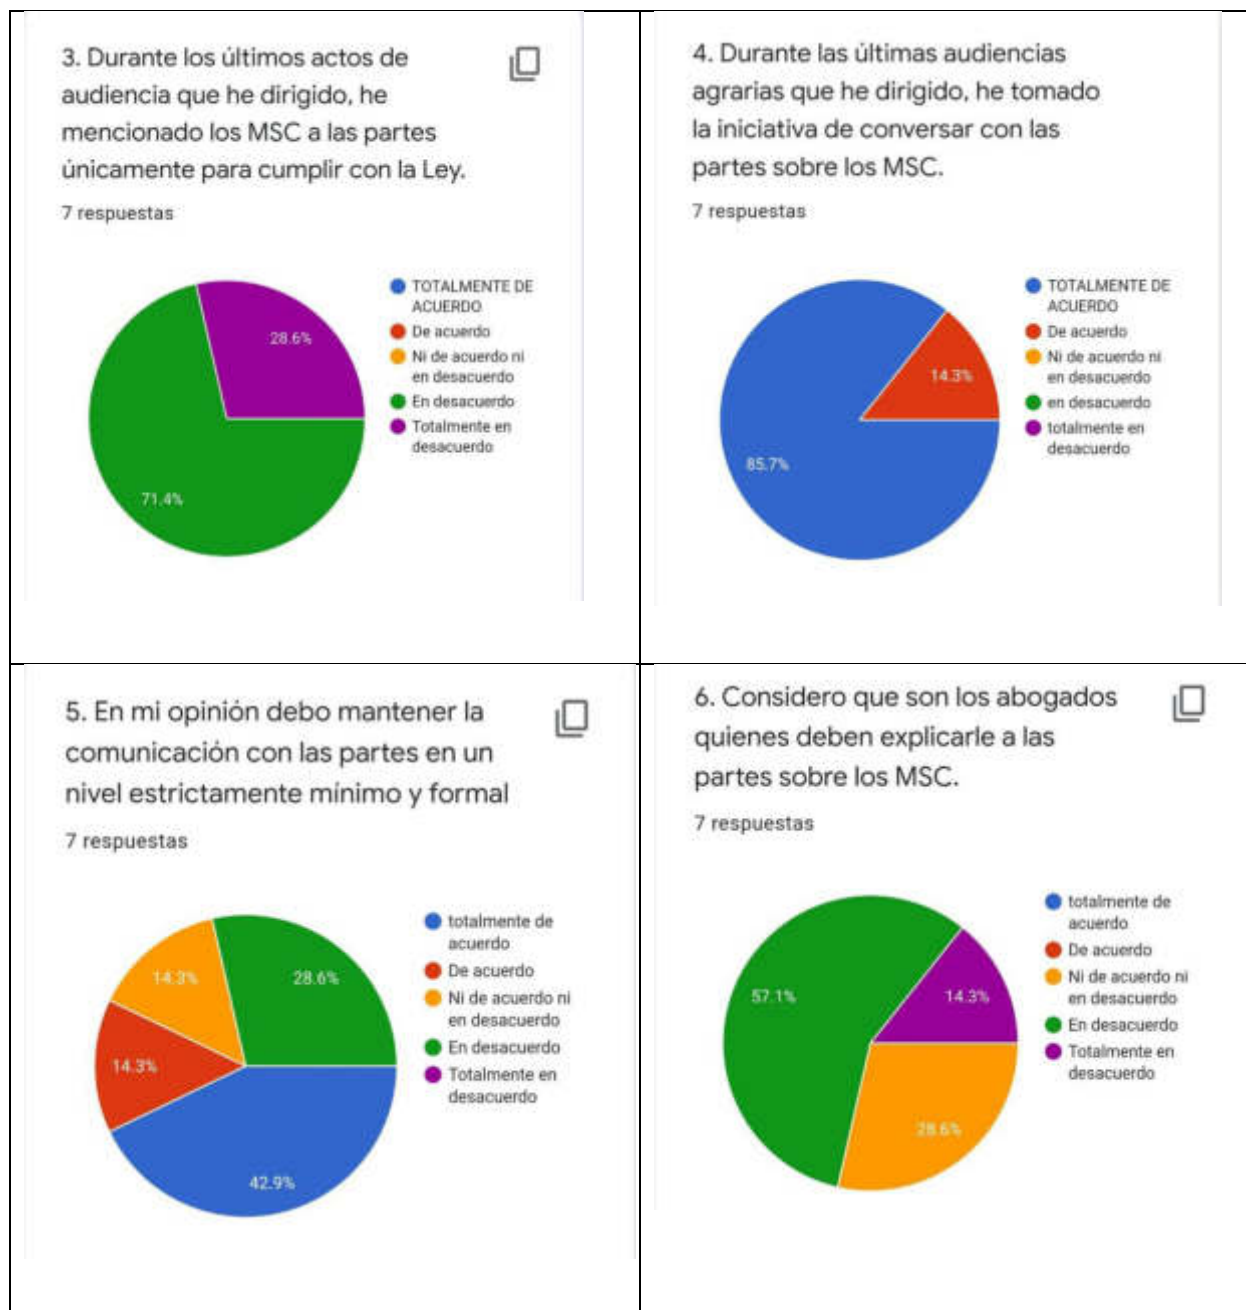 3. Durante los últimos actos de
audiencia que he dirigido, he
mencionado los MSC a las partes
únicamente para cumplir con la Ley.
7 respuestas
28.6%
71.4%
TOTALMENTE DE
ACUERDO
De acuerdo
Ni de acuerdo ni
en desacuerdo
En desacuerdo
Totalmente en
desacuerdo
4. Durante las últimas audiencias
agrarias que he dirigido, he tomado
la iniciativa de conversar con las
partes sobre los MSC.
7 respuestas
14.3%
85.7%
TOTALMENTE DE
ACUERDO
De acuerdo
Ni de acuerdo ni
en desacuerdo
en desacuerdo
totalmente en
desacuerdo
5. En mi opinión debo mantener la
comunicación con las partes en un
nivel estrictamente mínimo y formal
7 respuestas
14.3%
28.6%
14.3%
42.9%
totalmente de
acuerdo
De acuerdo
Ni de acuerdo ni
en desacuerdo
En desacuerdo
Totalmente en
desacuerdo
6. Considero que son los abogados
quienes deben explicarle a las
partes sobre los MSC.
7 respuestas
57.1%
14.3%
28.6%
totalmente de
acuerdo
De acuerdo
Ni de acuerdo ni
en desacuerdo
En desacuerdo
Totalmente en
desacuerdo